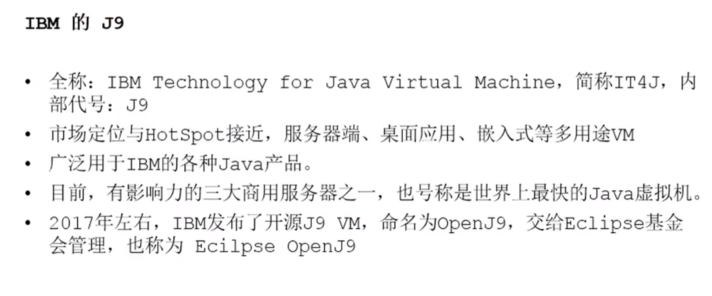 IBM 的 J9
• 全称：IBM Technology for Java Virtual Machine，简称IT4J，内
部代号：J9
• 市场定位与HotSpot接近，服务器端、桌面应用、嵌入式等多用途VM
• 广泛用于IBM的各种Java产品。
• 目前，有影响力的三大商用服务器之一，也号称是世界上最快的Java虚拟机。
• 2017年左右，IBM发布了开源J9 VM，命名为OpenJ9，交给Eclipse基金
会管理，也称为 Ecilpse OpenJ9